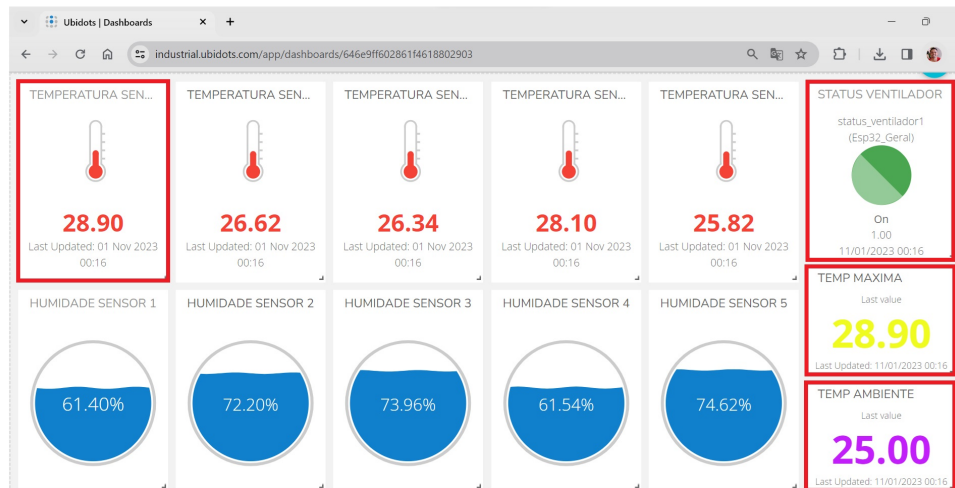 Ubidots | Dashboards
industrial.ubidots.com/app/dashboards/646e9ff602861f4618802903
TEMPERATURA SEN...
28.90
Last Updated: 01 Nov 2023
00:16
TEMPERATURA SEN...
26.62
Last Updated: 01 Nov 2023
00:16
TEMPERATURA SEN...
26.34
Last Updated: 01 Nov 2023
00:16
TEMPERATURA SEN...
28.10
Last Updated: 01 Nov 2023
00:16
TEMPERATURA SEN...
25.82
Last Updated: 01 Nov 2023
00:16
STATUS VENTILADOR
status_ventilador1
(Esp32_Geral)
On
1.00
11/01/2023 00:16
TEMP MAXIMA
Last value
28.90
Last Updated: 11/01/2023 00:16
HUMIDADE SENSOR 1
61.40%
HUMIDADE SENSOR 2
72.20%
HUMIDADE SENSOR 3
73.96%
HUMIDADE SENSOR 4
61.54%
HUMIDADE SENSOR 5
74.62%
TEMP AMBIENTE
Last value
25.00
Last Updated: 11/01/2023 00:16